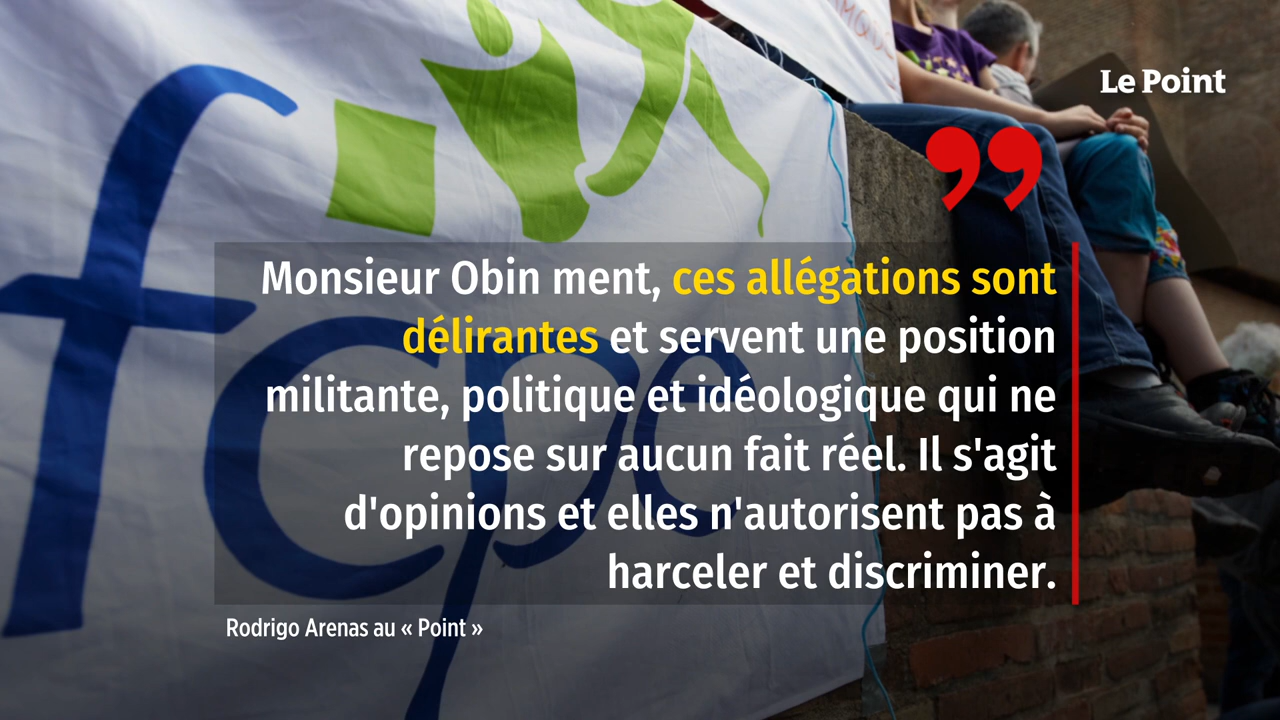 Le Point
fcpe
Monsieur Obin ment, ces allégations sont
délirantes et servent une position
militante, politique et idéologique qui ne
repose sur aucun fait réel. Il s'agit
d'opinions et elles n'autorisent pas à
harceler et discriminer.
Rodrigo Arenas au « Point »